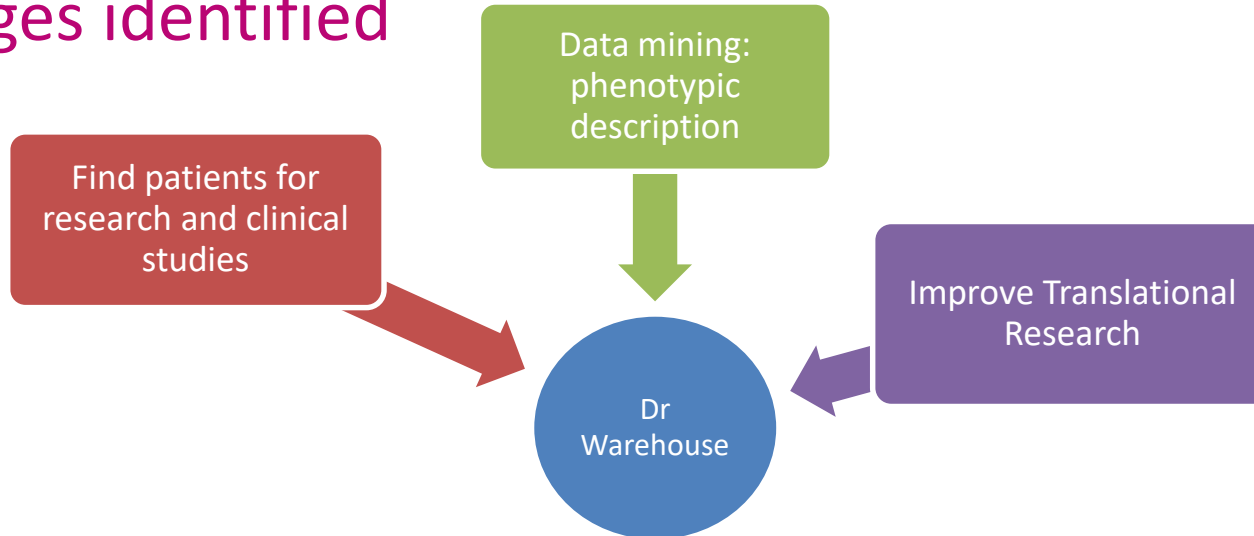 ges identified
Data mining:
phenotypic
description
Find patients for
research and clinical
studies
Improve Translational
Research
Dr
Warehouse